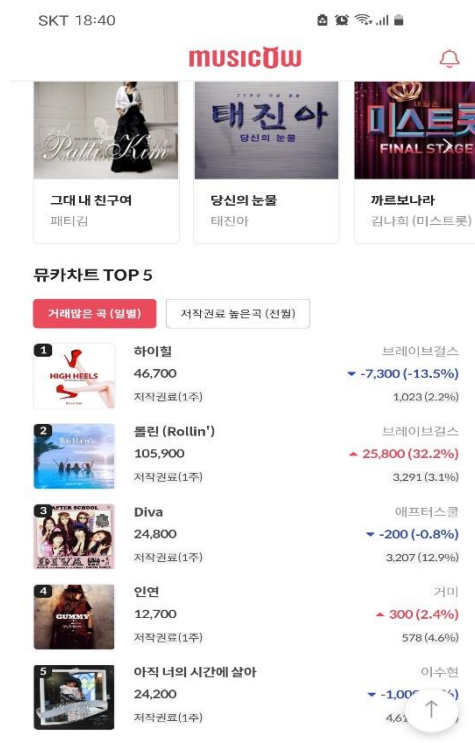 SKT 18:40
musicow
Patti Kim
태진아
당신의 눈물
미스트롯
FINAL STAGE
그대 내 친구여
패티김
당신의 눈물
태진아
까르보나라
김나희 (미스트롯)
뮤카차트 TOP 5
거래많은 곡 (일별)
저작권료 높은곡 (전월)
1
HIGH HEELS
하이힐
브레이브걸스
46,700
-7,300 (-13.5%)
저작권료(1주)
1,023 (2.2%)
2
Rollin'
롤린 (Rollin')
브레이브걸스
105,900
25,800 (32.2%)
저작권료(1주)
3,291 (3.1%)
3
AFTER SCHOOL
DIVA
Diva
애프터스쿨
24,800
-200 (-0.8%)
저작권료(1주)
3,207 (12.9%)
4
GUMMY
인연
거미
12,700
300 (2.4%)
저작권료(1주)
578 (4.6%)
5
아직 너의 시간에 살아
이수현
24,200
저작권료(1주)